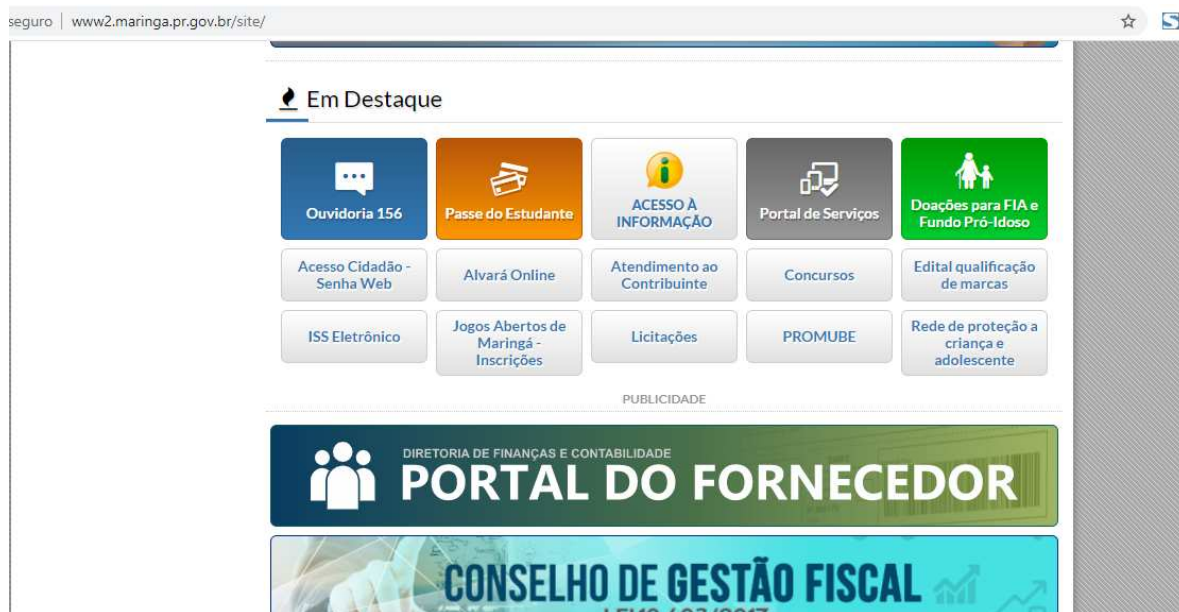 seguro | www2.maringa.pr.gov.br/site/
Em Destaque
Ouvidoria 156
Passe do Estudante
ACESSO À
INFORMAÇÃO
Portal de Serviços
Doações para FIA e
Fundo Pró-Idoso
Acesso Cidadão -
Senha Web
Alvará Online
Atendimento ao
Contribuinte
Concursos
Edital qualificação
de marcas
ISS Eletrônico
Jogos Abertos de
Maringá -
Inscrições
Licitações
PROMUBE
Rede de proteção a
criança e
adolescente
PUBLICIDADE
DIRETORIA DE FINANÇAS E CONTABILIDADE
PORTAL DO FORNECEDOR
CONSELHO DE GESTÃO FISCAL